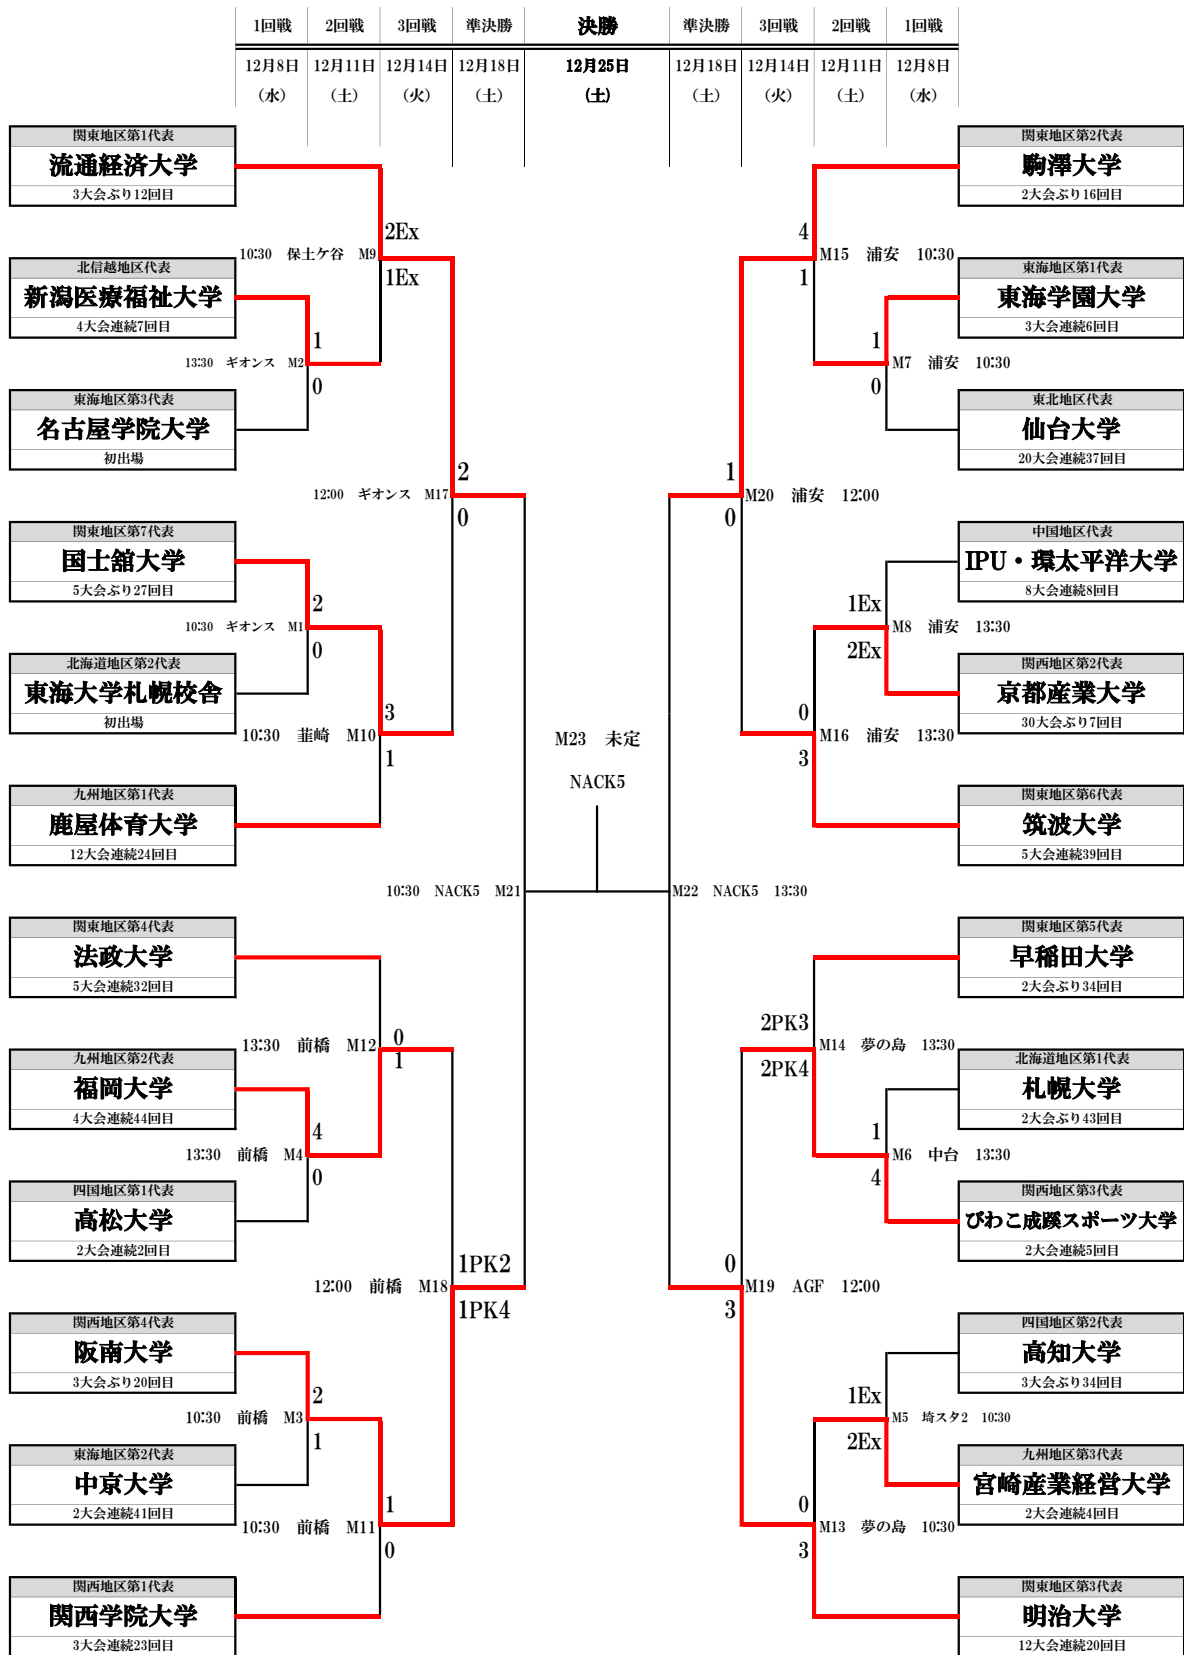 1回戦 2回戦 3回戦 準決勝 決勝 準決勝 3回戦 2回戦 1回戦
12月8日 12月11日 12月14日 12月18日 12月25日 12月18日 12月14日 12月11日 12月8日
(水) (土) (火) (土) (土) (土) (火) (土) (水)
関東地区第1代表
流通経済大学
3大会ぶり12回目
2Ex
10:30 保土ケ谷 M9
1Ex
北信越地区代表
新潟医療福祉大学
4大会連続7回目
1
13:30 ギオンス M2
0
東海地区第3代表
名古屋学院大学
初出場
2
12:00 ギオンス M17
0
関東地区第7代表
国士舘大学
5大会ぶり27回目
2
10:30 ギオンス M1
0
北海道地区第2代表
東海大学札幌校舎
初出場
3
10:30 韮崎 M10
1
九州地区第1代表
鹿屋体育大学
12大会連続24回目
10:30 NACK5 M21
関東地区第4代表
法政大学
5大会連続32回目
0
13:30 前橋 M12
1
九州地区第2代表
福岡大学
4大会連続44回目
4
13:30 前橋 M4
0
四国地区第1代表
高松大学
2大会連続2回目
1PK2
12:00 前橋 M18
1PK4
関西地区第4代表
阪南大学
3大会ぶり20回目
2
10:30 前橋 M3
1
東海地区第2代表
中京大学
2大会連続41回目
1
10:30 前橋 M11
0
関西地区第1代表
関西学院大学
3大会連続23回目
M23 未定
NACK5
関東地区第2代表
駒澤大学
2大会ぶり16回目
4
M15 浦安 10:30
1
東海地区第1代表
東海学園大学
3大会連続6回目
1
M7 浦安 10:30
0
東北地区代表
仙台大学
20大会連続37回目
1
M20 浦安 12:00
0
中国地区代表
IPU・環太平洋大学
8大会連続8回目
1Ex
M8 浦安 13:30
2Ex
関西地区第2代表
京都産業大学
30大会ぶり7回目
0
M16 浦安 13:30
3
関東地区第6代表
筑波大学
5大会連続39回目
M22 NACK5 13:30
関東地区第5代表
早稲田大学
2大会ぶり34回目
2PK3
M14 夢の島 13:30
2PK4
北海道地区第1代表
札幌大学
2大会ぶり43回目
1
M6 中台 13:30
4
関西地区第3代表
びわこ成蹊スポーツ大学
2大会連続5回目
0
M19 AGF 12:00
3
四国地区第2代表
高知大学
3大会ぶり34回目
1Ex
M5 埼スタ2 10:30
2Ex
九州地区第3代表
宮崎産業経営大学
2大会連続4回目
0
M13 夢の島 10:30
3
関東地区第3代表
明治大学
12大会連続20回目